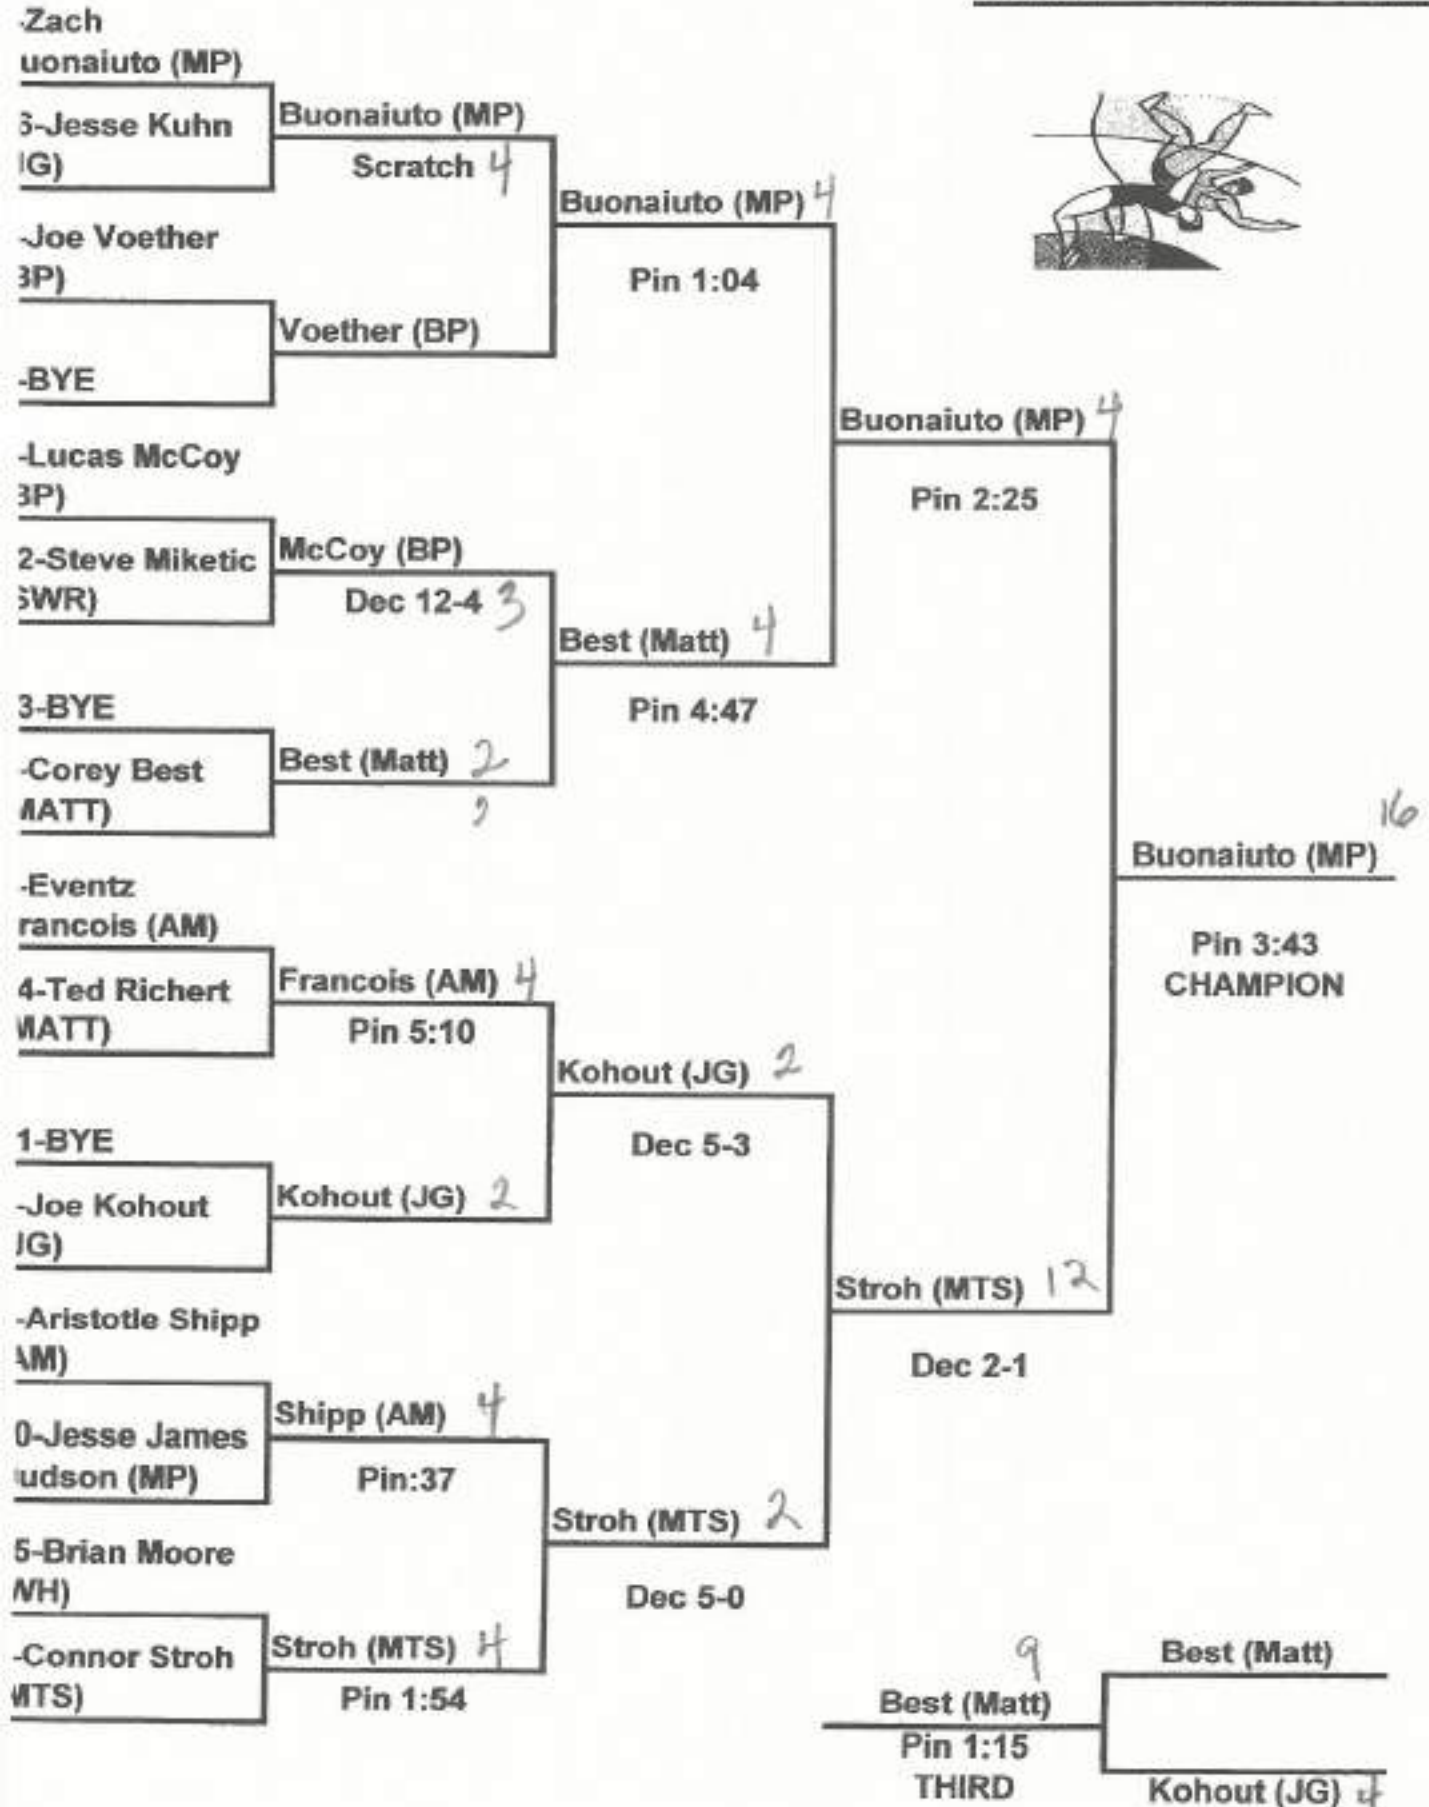 -Zach
uonaiuto (MP)
6-Jesse Kuhn
JG)
-Joe Voether
BP)
-BYE
-Lucas McCoy
BP)
2-Steve Miketic
SWR)
3-BYE
-Corey Best
MATT)
-Eventz
rancois (AM)
4-Ted Richert
MATT)
1-BYE
-Joe Kohout
JG)
-Aristotle Shipp
AM)
0-Jesse James
udson (MP)
5-Brian Moore
WH)
-Connor Stroh
MTS)
Buonaiuto (MP)
Scratch 4
Voether (BP)
McCoy (BP)
Dec 12-4 3
Best (Matt) 2
2
Francois (AM) 4
Pin 5:10
Kohout (JG) 2
Shipp (AM) 4
Pin:37
Stroh (MTS) 4
Pin 1:54
Buonaiuto (MP) 4
Pin 1:04
Best (Matt) 4
Pin 4:47
Kohout (JG) 2
Dec 5-3
Stroh (MTS) 2
Dec 5-0
Buonaiuto (MP) 4
Pin 2:25
Stroh (MTS) 12
Dec 2-1
Buonaiuto (MP) 16
Pin 3:43
CHAMPION
Best (Matt)
9
Best (Matt)
Pin 1:15
THIRD
Kohout (JG) 4